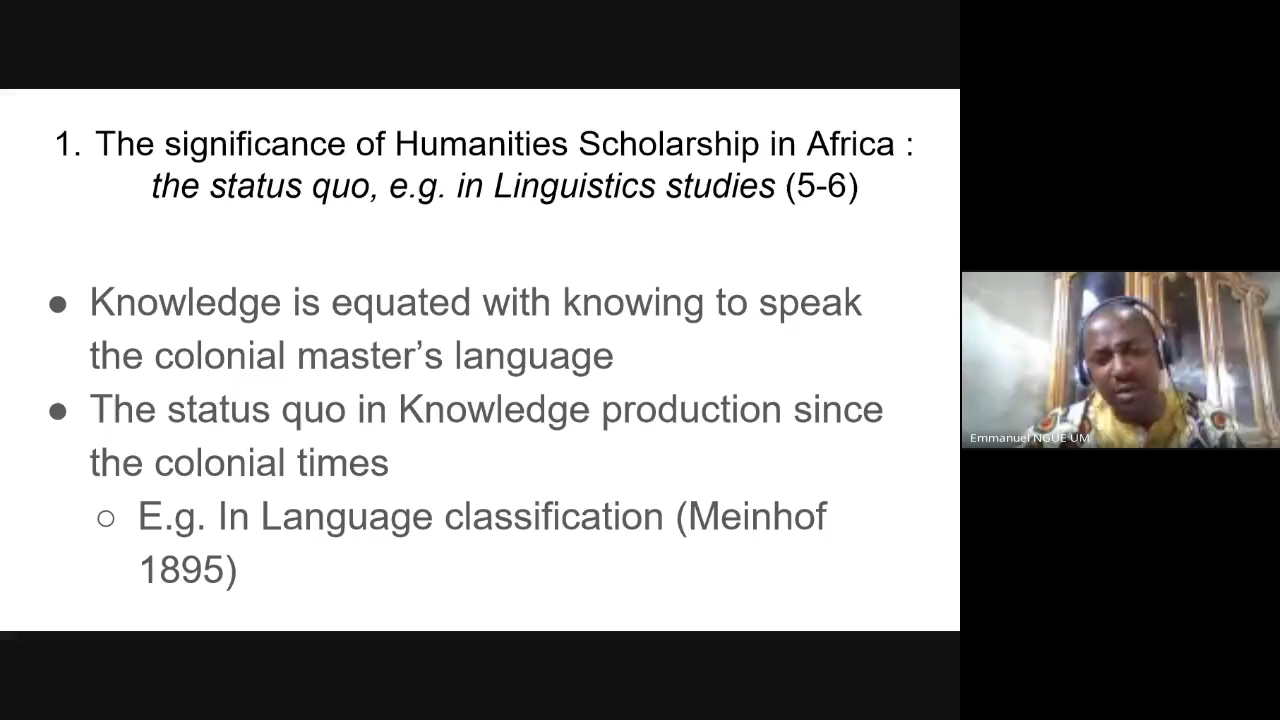 1. The significance of Humanities Scholarship in Africa :
the status quo, e.g. in Linguistics studies (5-6)
● Knowledge is equated with knowing to speak
the colonial master’s language
● The status quo in Knowledge production since
the colonial times
○ E.g. In Language classification (Meinhof
1895)
Emmanuel NGUE UM